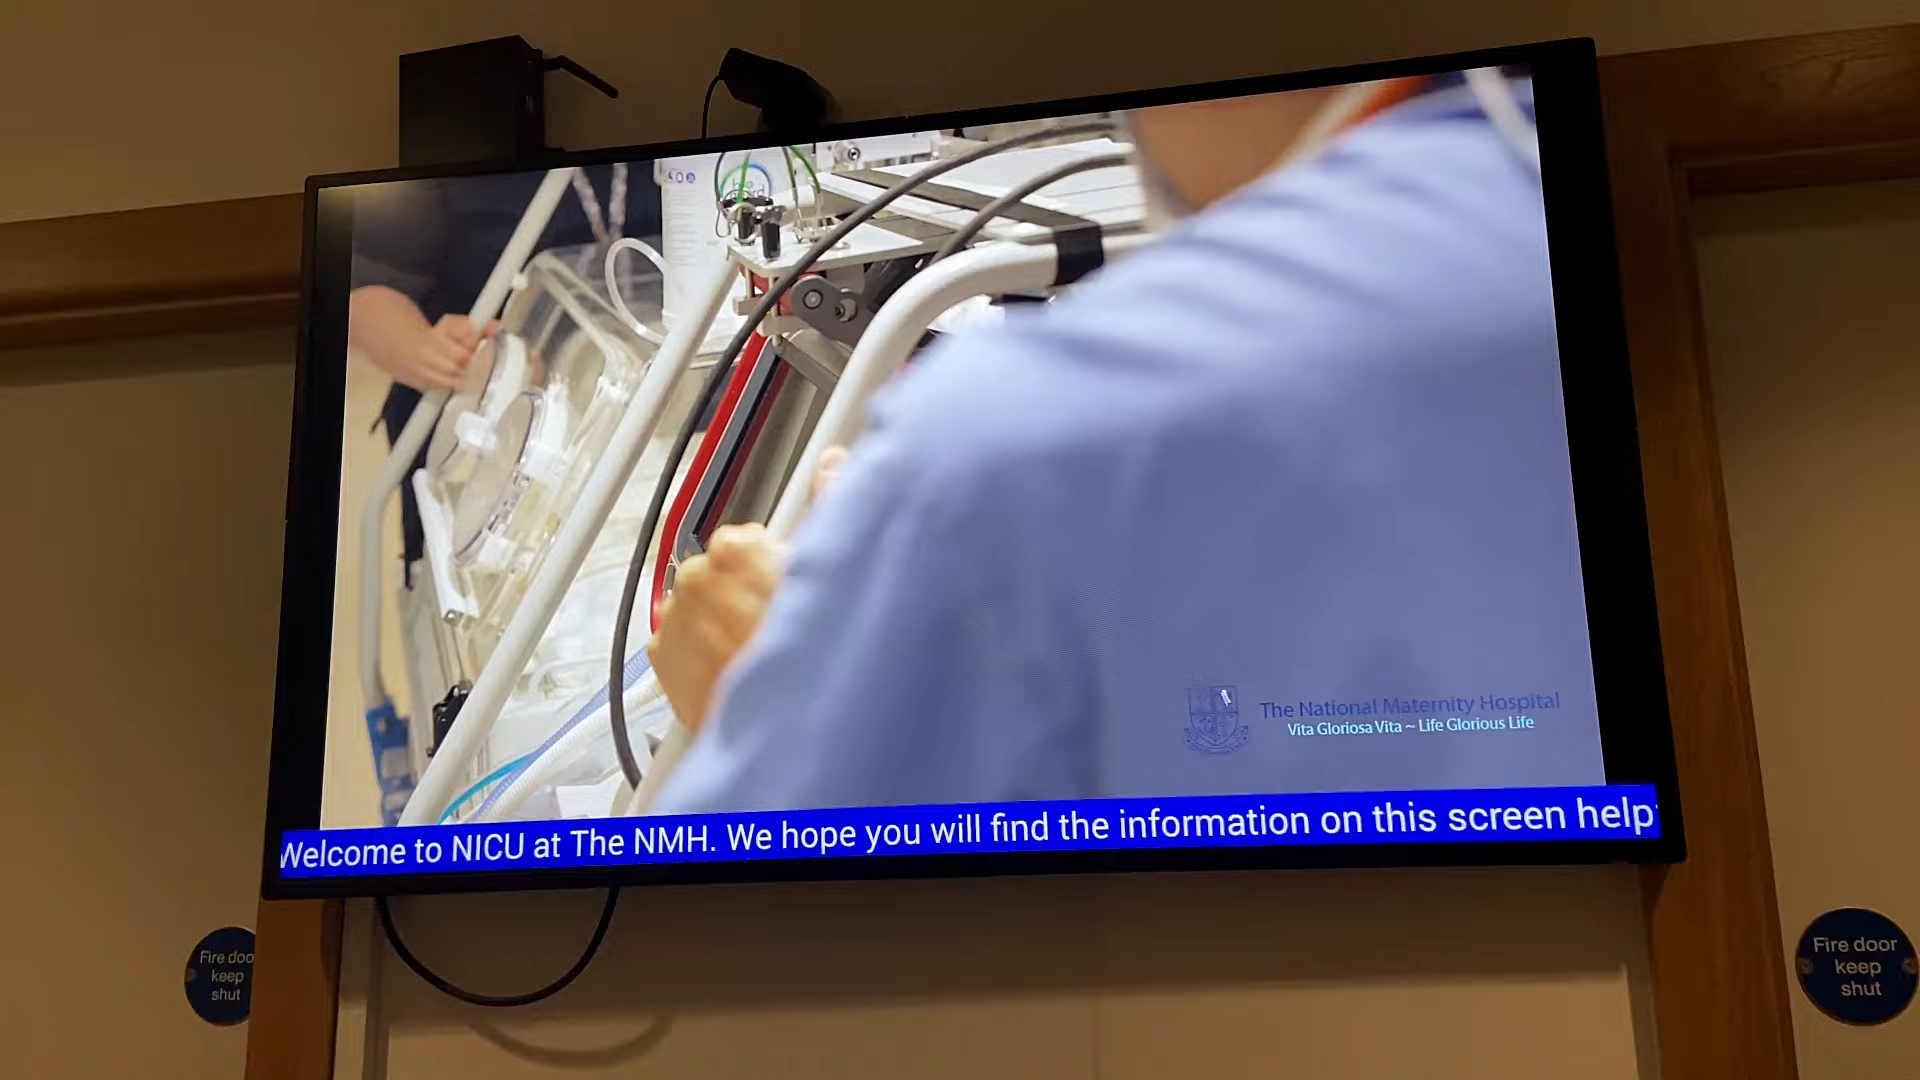 The National Maternity Hospital
Vita Gloriosa Vita ~ Life Glorious Life
Welcome to NICU at The NMH. We hope you will find the information on this screen help
Fire doo
keep
shut
Fire door
keep
shut